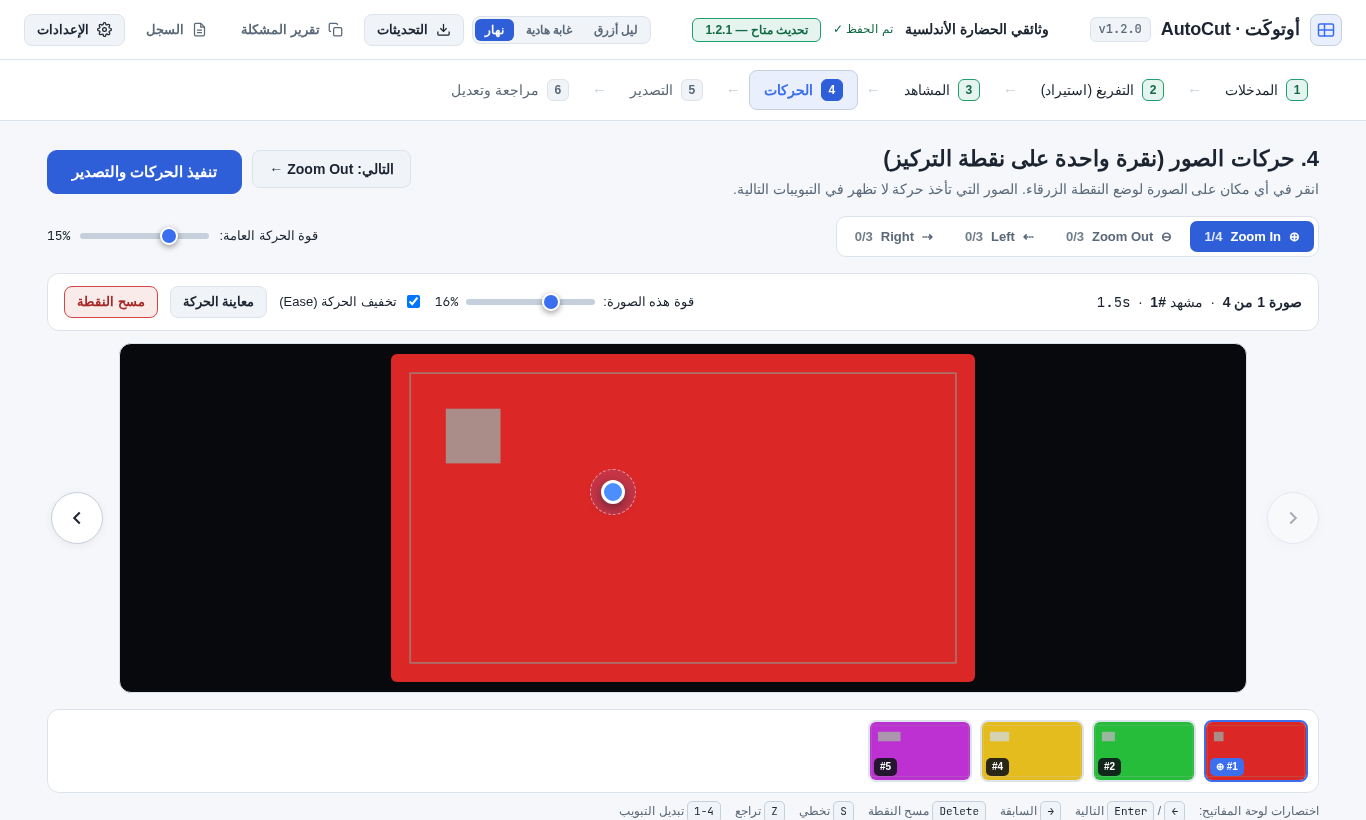 أوتوكَت · AutoCut v1.2.0
وثائقي الحضارة الأندلسية تم الحفظ ✓ تحديث متاح — 1.2.1
نهار غابة هادية ليل أزرق
التحديثات تقرير المشكلة السجل الإعدادات
1 المدخلات ← 2 التفريغ (استيراد) ← 3 المشاهد ← 4 الحركات ← 5 التصدير ← 6 مراجعة وتعديل
4. حركات الصور (نقرة واحدة على نقطة التركيز)
انقر في أي مكان على الصورة لوضع النقطة الزرقاء. الصور التي تأخذ حركة لا تظهر في التبويبات التالية.
التالي: Zoom Out ←
تنفيذ الحركات والتصدير
⊕ Zoom In 1/4 ⊖ Zoom Out 0/3 ⇠ Left 0/3 ⇢ Right 0/3
قوة الحركة العامة: 15%
صورة 1 من 4 · مشهد #1 · 1.5s
قوة هذه الصورة: 16% تخفيف الحركة (Ease) معاينة الحركة مسح النقطة
⊕ #1
#2
#4
#5
اختصارات لوحة المفاتيح: ← / Enter التالية → السابقة Delete مسح النقطة S تخطي Z تراجع 1-4 تبديل التبويب